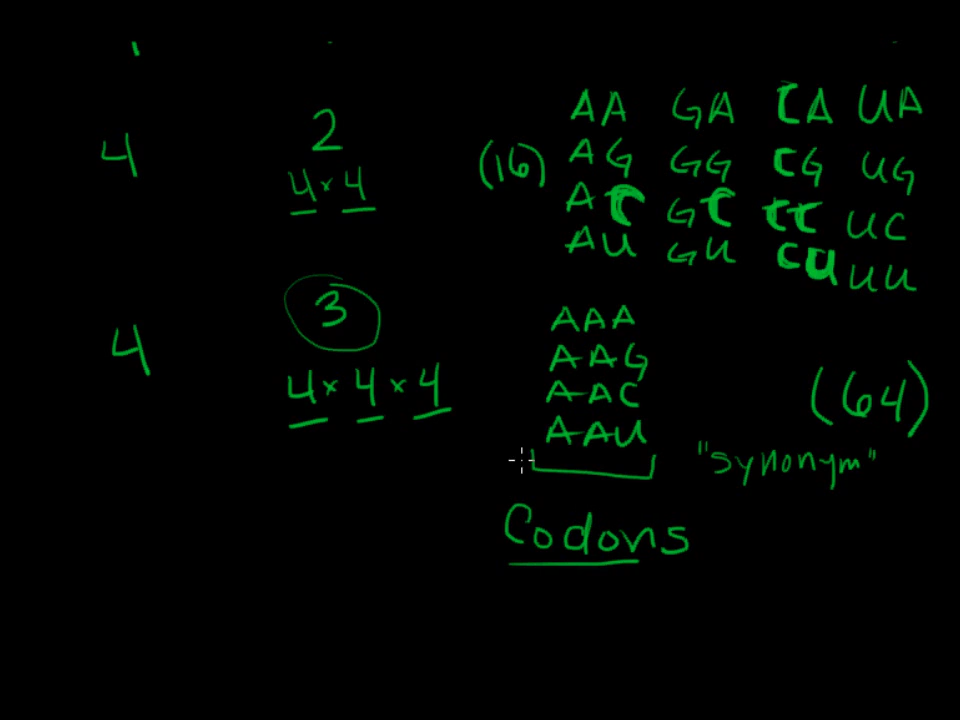 4 2 (16) AA GA CA UA
4×4 AG GG CG UG
AC GC CC UC
AU GU CU UU
4 3 AAA
4×4×4 AAG (64)
AAC
AAU "synonym"
Codons